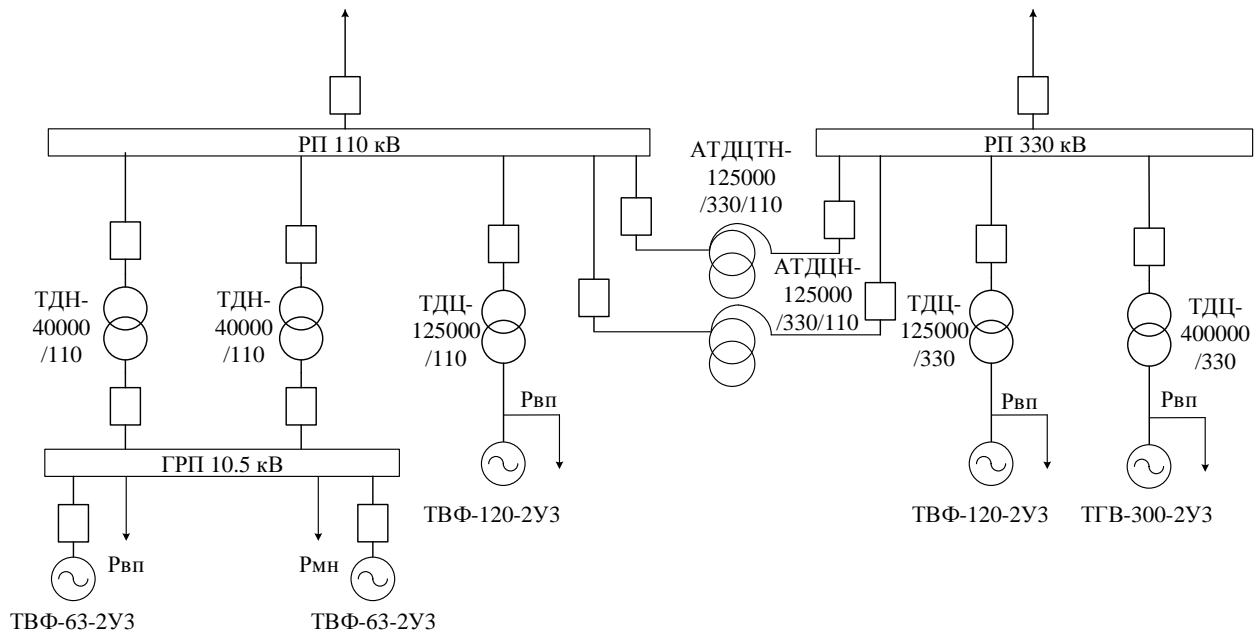 РП 110 кВ
РП 330 кВ
АТДЦТН-
125000
/330/110
АТДЦН-
125000
/330/110
ТДН-
40000
/110
ТДН-
40000
/110
ТДЦ-
125000
/110
ТДЦ-
125000
/330
ТДЦ-
400000
/330
Рвп
Рвп
Рвп
ГРП 10.5 кВ
ТВФ-120-2У3
ТВФ-120-2У3
ТГВ-300-2У3
Рвп
Рмн
ТВФ-63-2У3
ТВФ-63-2У3